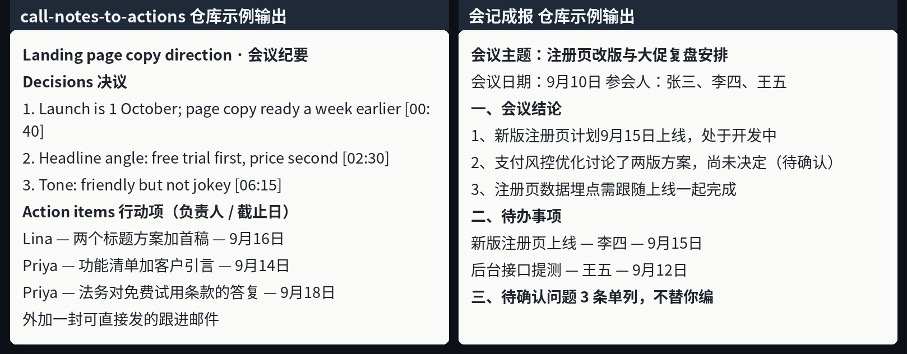 call-notes-to-actions 仓库示例输出
Landing page copy direction · 会议纪要
Decisions 决议
1. Launch is 1 October; page copy ready a week earlier [00:
40]
2. Headline angle: free trial first, price second [02:30]
3. Tone: friendly but not jokey [06:15]
Action items 行动项（负责人 / 截止日）
Lina — 两个标题方案加首稿 — 9月16日
Priya — 功能清单加客户引言 — 9月14日
Priya — 法务对免费试用条款的答复 — 9月18日
外加一封可直接发的跟进邮件
会记成报 仓库示例输出
会议主题：注册页改版与大促复盘安排
会议日期：9月10日 参会人：张三、李四、王五
一、会议结论
1、新版注册页计划9月15日上线，处于开发中
2、支付风控优化讨论了两版方案，尚未决定（待确认）
3、注册页数据埋点需跟随上线一起完成
二、待办事项
新版注册页上线 — 李四 — 9月15日
后台接口提测 — 王五 — 9月12日
三、待确认问题 3 条单列，不替你编